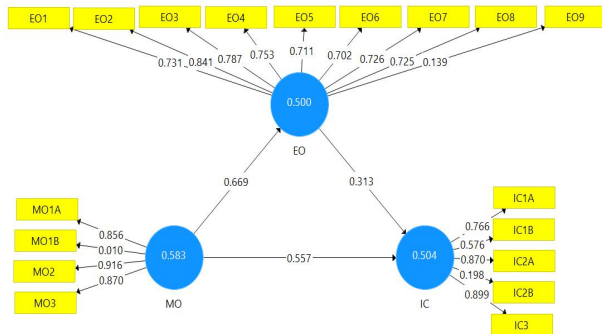 EO1 EO2 EO3 EO4 EO5 EO6 EO7 EO8 EO9
0.731 0.841 0.787 0.753 0.711 0.702 0.726 0.725 0.139
0.500
EO
0.669 0.313
MO1A
MO1B
MO2
MO3
0.856
0.010
0.916
0.870
0.583
MO
0.557
0.504
IC
0.766
0.576
0.870
0.198
0.899
IC1A
IC1B
IC2A
IC2B
IC3